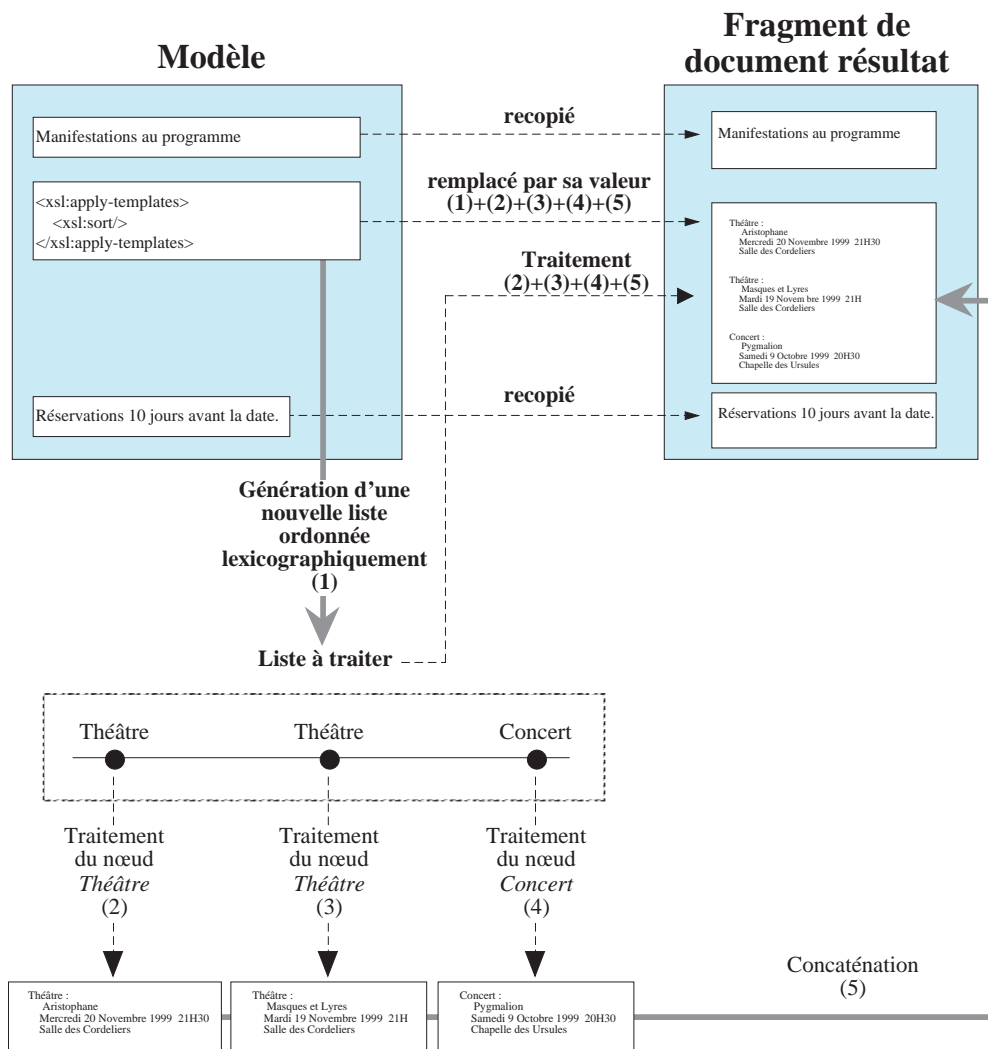 Modèle
Fragment de
document résultat
Manifestations au programme
recopié
Manifestations au programme
<xsl:apply-templates>
<xsl:sort/>
</xsl:apply-templates>
remplacé par sa valeur
(1)+(2)+(3)+(4)+(5)
Traitement
(2)+(3)+(4)+(5)
Théâtre :
Aristophane
Mercredi 20 Novembre 1999 21H30
Salle des Cordeliers
Théâtre :
Masques et Lyres
Mardi 19 Novem bre 1999 21H
Salle des Cordeliers
Concert :
Pygmalion
Samedi 9 Octobre 1999 20H30
Chapelle des Ursules
Réservations 10 jours avant la date.
recopié
Réservations 10 jours avant la date.
Génération d’une
nouvelle liste
ordonnée
lexicographiquement
(1)
Liste à traiter
Théâtre
Théâtre
Concert
Traitement
du nœud
Théâtre
(2)
Traitement
du nœud
Théâtre
(3)
Traitement
du nœud
Concert
(4)
Théâtre :
Aristophane
Mercredi 20 Novembre 1999 21H30
Salle des Cordeliers
Théâtre :
Masques et Lyres
Mardi 19 Novembre 1999 21H
Salle des Cordeliers
Concert :
Pygmalion
Samedi 9 Octobre 1999 20H30
Chapelle des Ursules
Concaténation
(5)